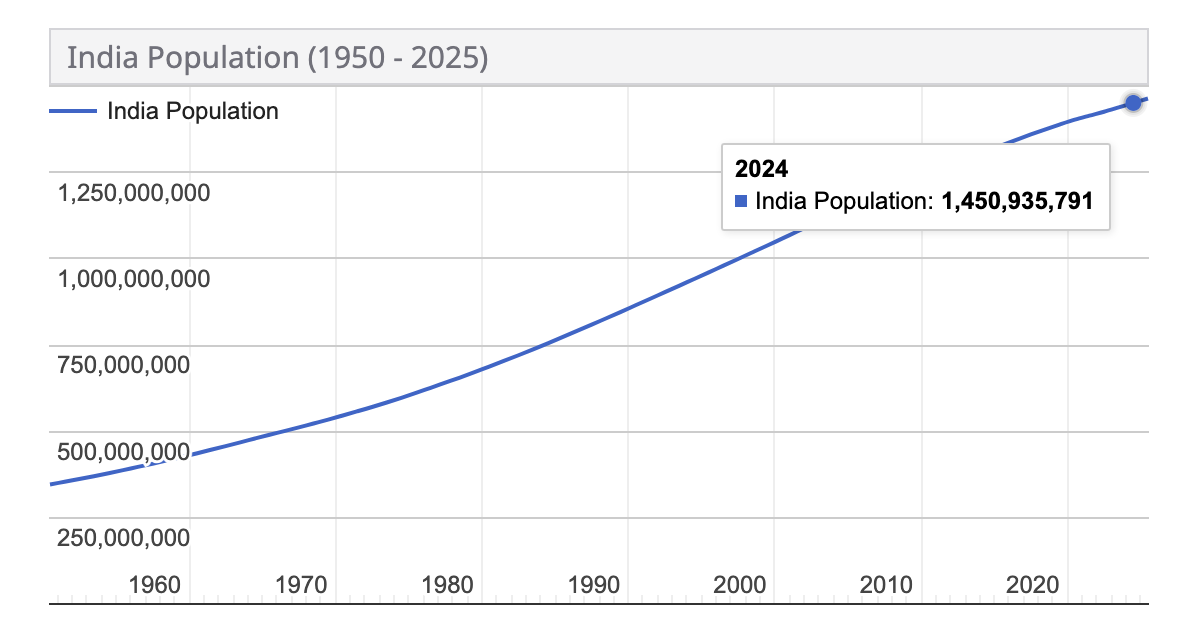 India Population (1950 - 2025)
India Population
2024
India Population: 1,450,935,791
1,250,000,000
1,000,000,000
750,000,000
500,000,000
250,000,000
1960 1970 1980 1990 2000 2010 2020